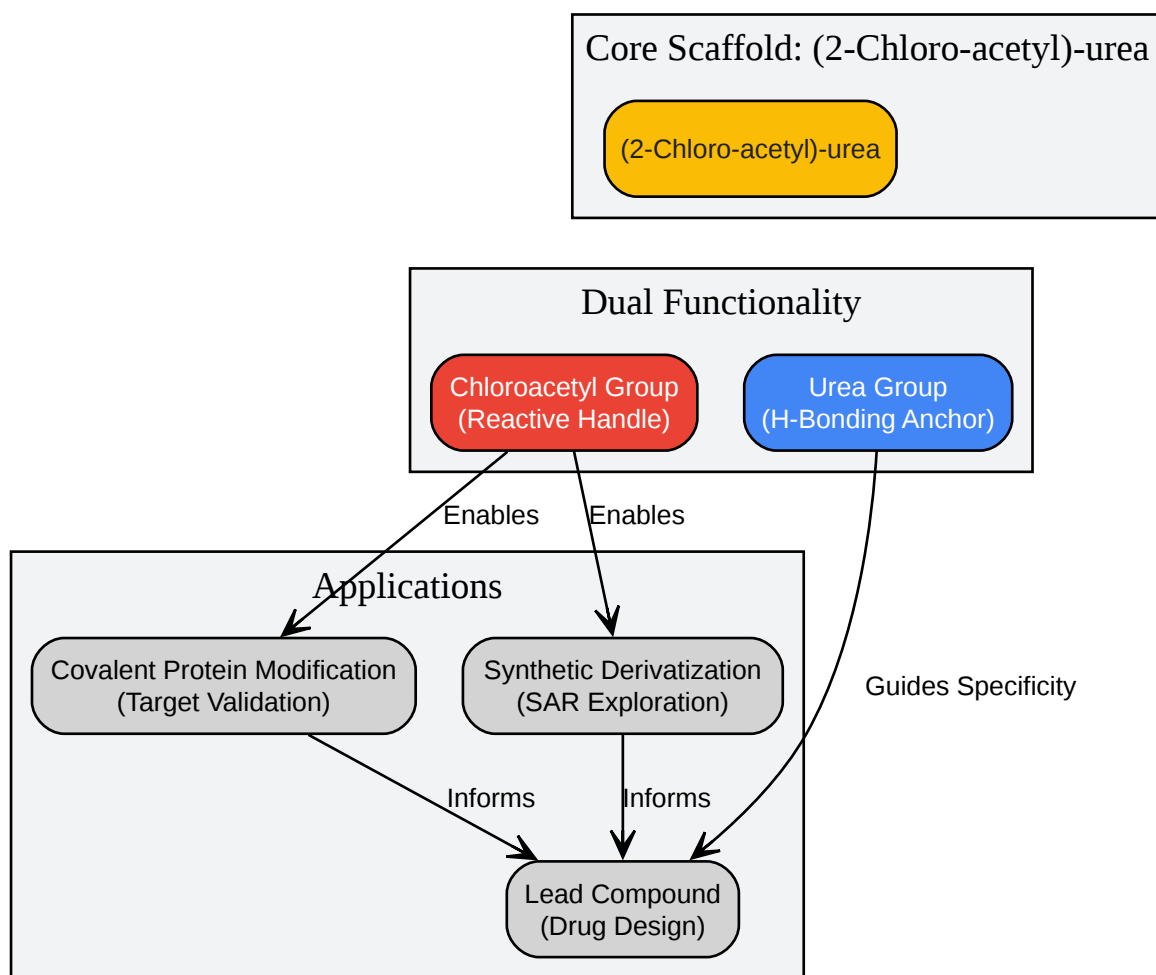 Core Scaffold: (2-Chloro-acetyl)-urea
(2-Chloro-acetyl)-urea
Dual Functionality
Chloroacetyl Group
(Reactive Handle)
Urea Group
(H-Bonding Anchor)
Enables
Enables
Applications
Covalent Protein Modification
(Target Validation)
Synthetic Derivatization
(SAR Exploration)
Guides Specificity
Informs
Informs
Lead Compound
(Drug Design)